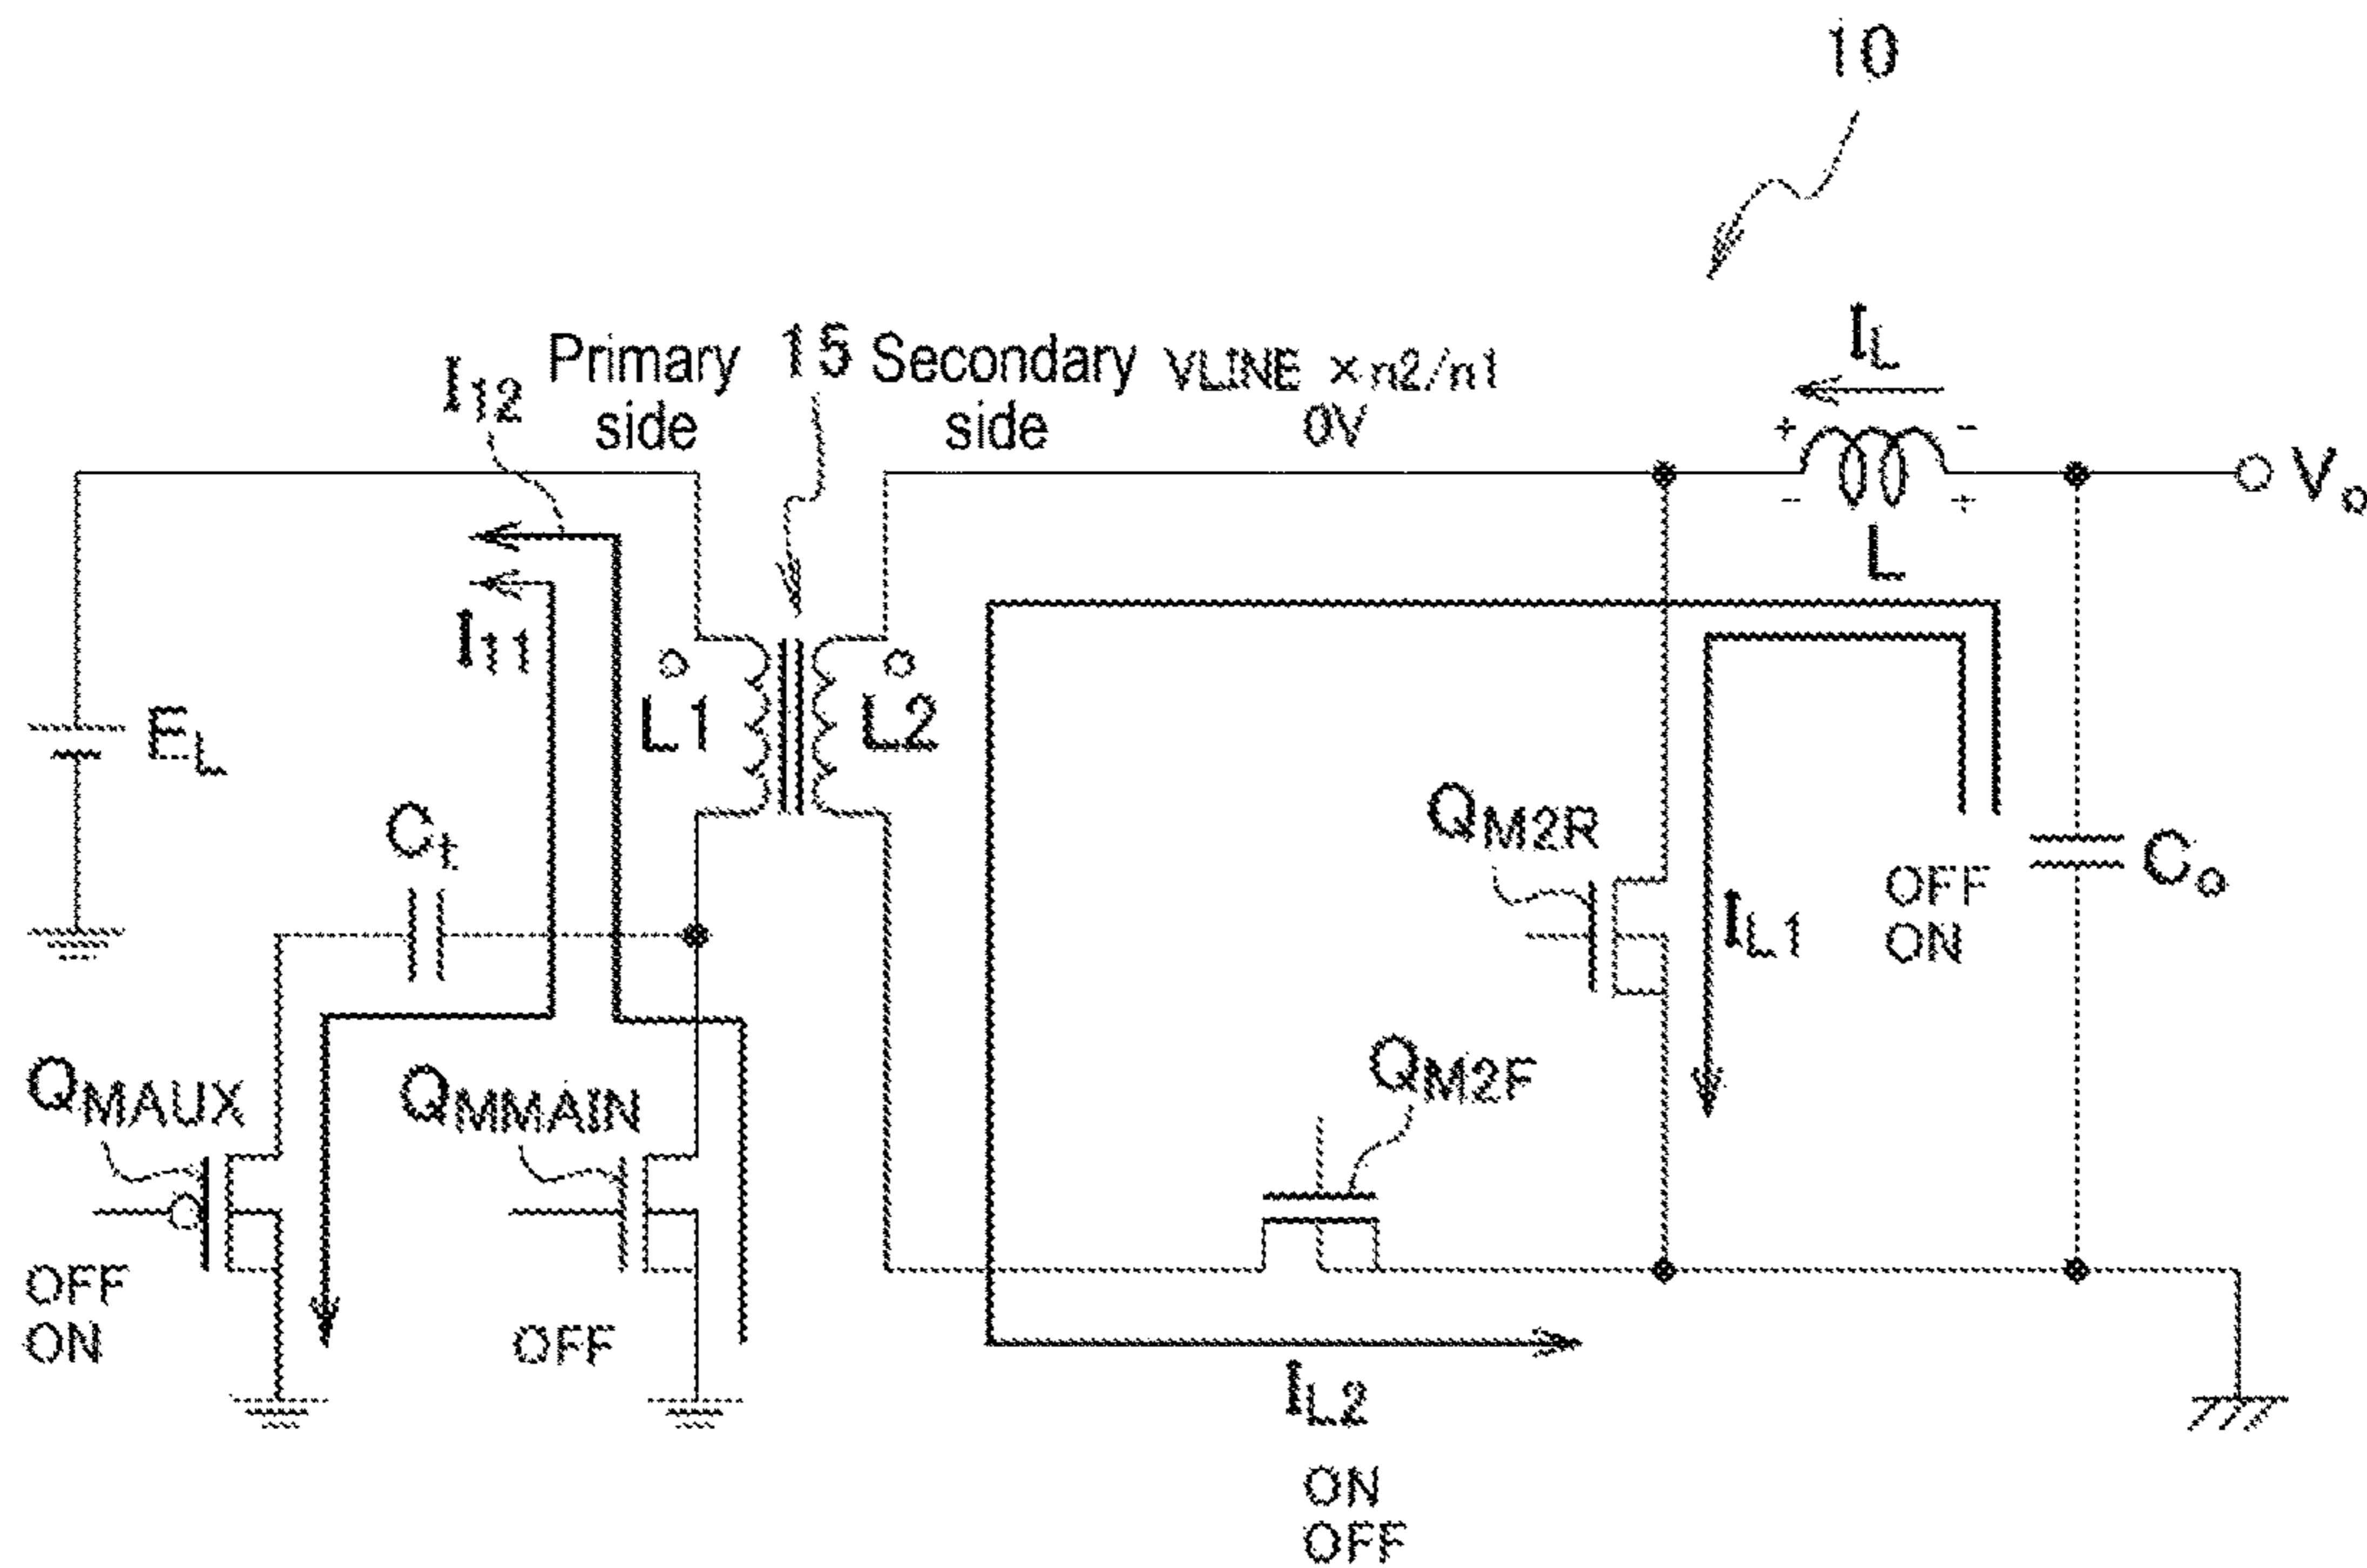 10
I12
Primary side
15
Secondary side
VLINE × n2/n1
0V
IL
+
-
-
+
L
Vo
I11
L1
L2
EL
Ct
QM2R
IL1
OFF
ON
Co
QMAUX
QMMAIN
QM2F
OFF
ON
OFF
IL2
ON
OFF